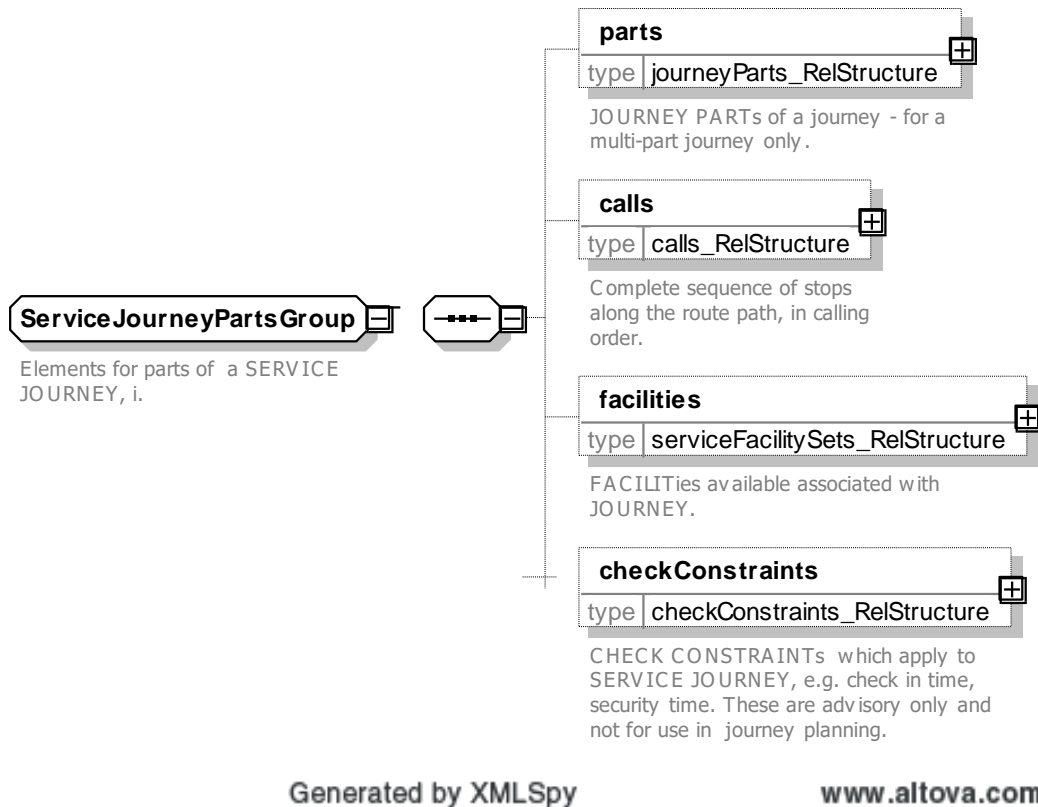 parts
type journeyParts_RelStructure
JOURNEY PARTs of a journey - for a
multi-part journey only.
calls
type calls_RelStructure
Complete sequence of stops
along the route path, in calling
order.
ServiceJourneyPartsGroup
Elements for parts of a SERVICE
JOURNEY, i.
facilities
type serviceFacilitySets_RelStructure
FACILITies available associated with
JOURNEY.
checkConstraints
type checkConstraints_RelStructure
CHECK CONSTRAINTs which apply to
SERVICE JOURNEY, e.g. check in time,
security time. These are advisory only and
not for use in journey planning.
Generated by XMLSpy www.altova.com